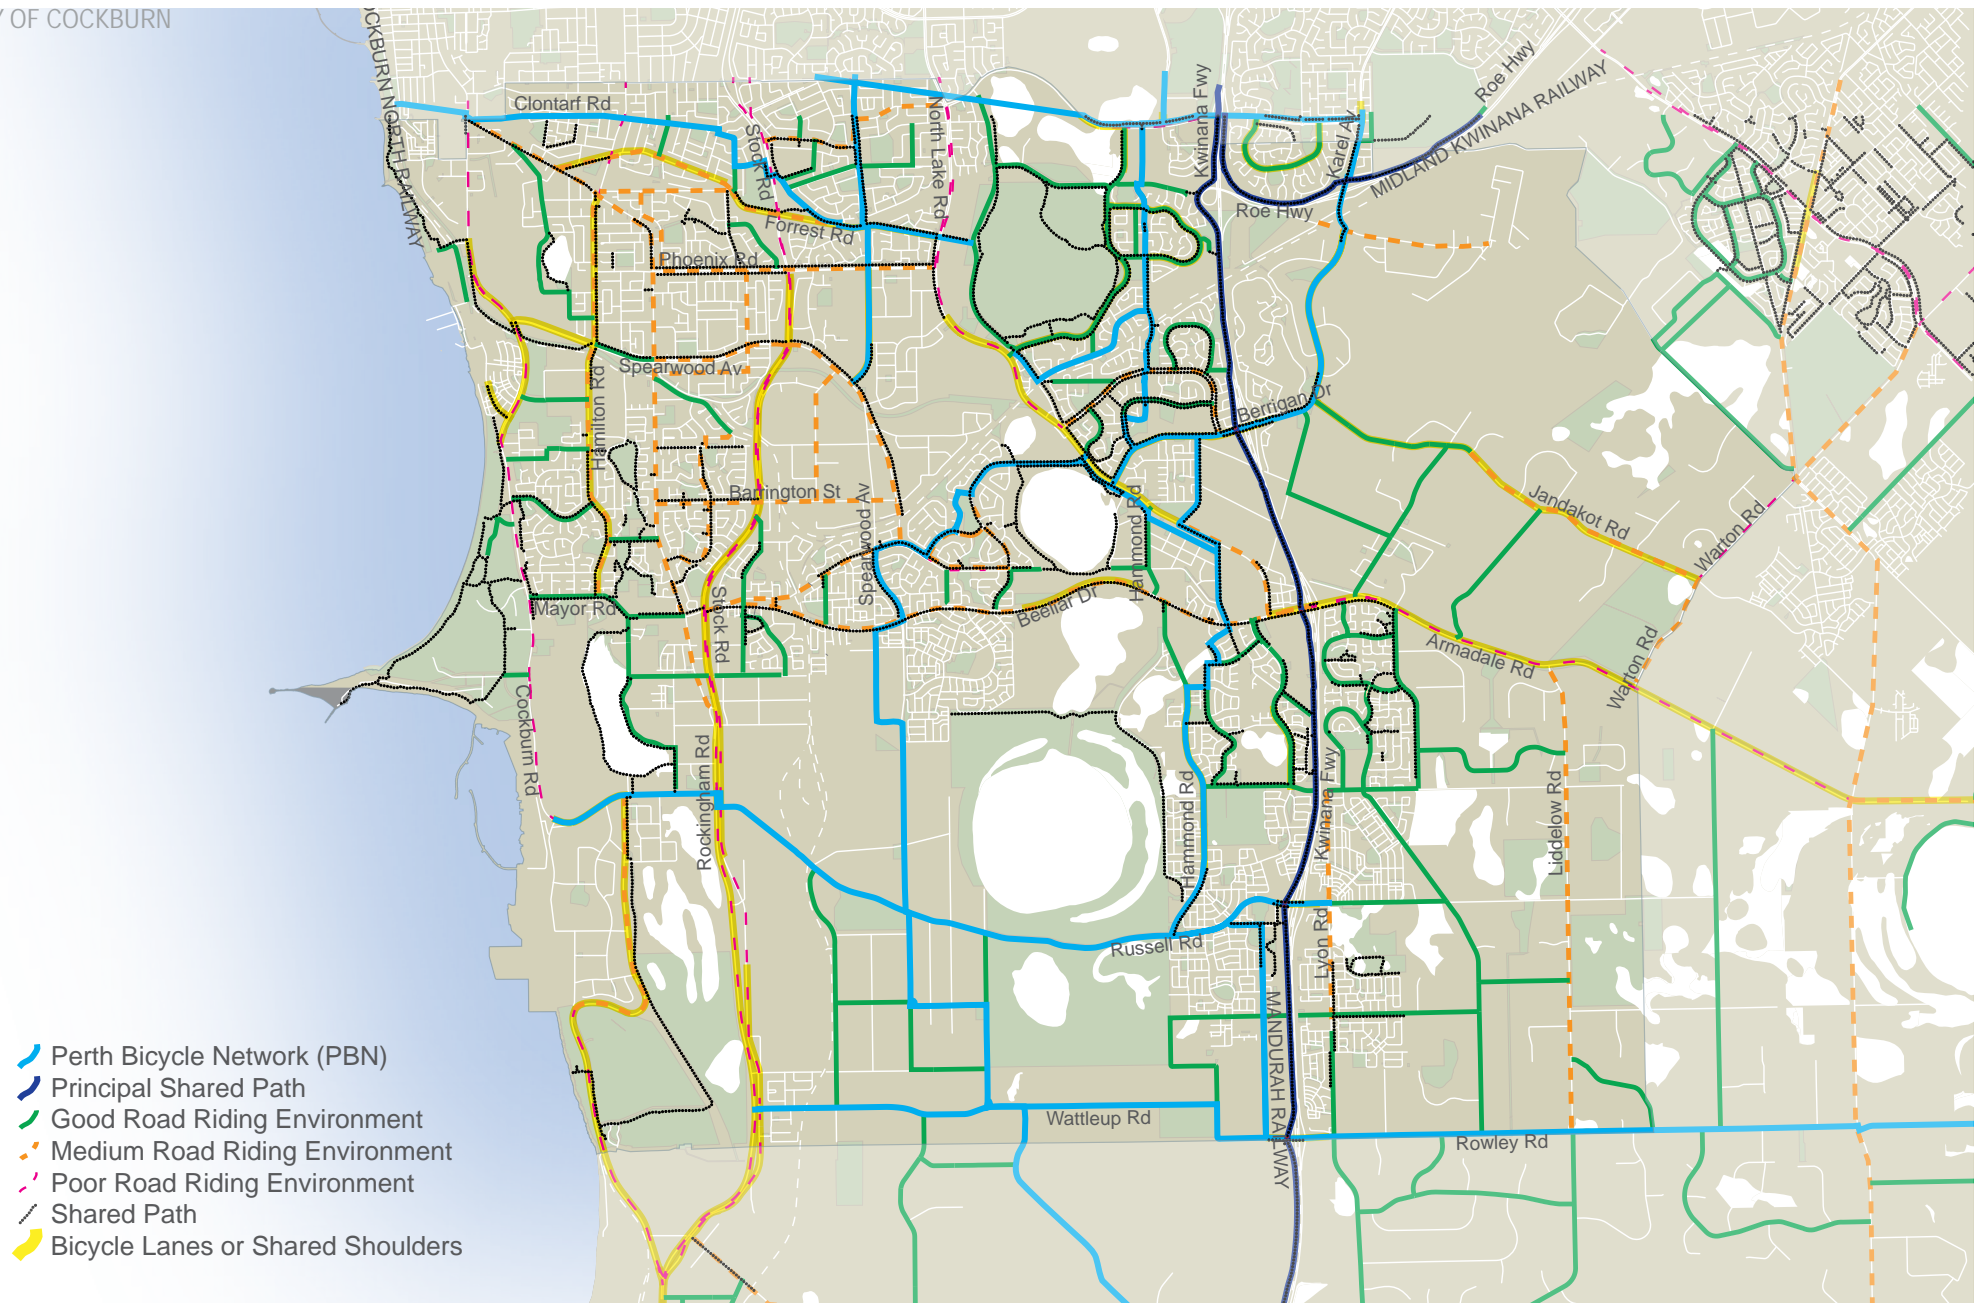 Y OF COCKBURN
OCKBURN NORTH RAILWAY
Clontarf Rd
Stock Rd
North Lake Rd
Kwinana Fwy
Karel Av
Roe Hwy
MIDLAND KWINANA RAILWAY
Roe Hwy
Forrest Rd
Phoenix Rd
Spearwood Av
Hamilton Rd
Berrigan Dr
Barrington St
Spearwood Av
Hammond Rd
Jandakot Rd
Warton Rd
Mayor Rd
Stock Rd
Beeliar Dr
Armadale Rd
Warton Rd
Cockburn Rd
Rockingham Rd
Hammond Rd
Kwinana Fwy
Liddelow Rd
Russell Rd
Lyon Rd
MANDURAH RAILWAY
Wattleup Rd
Rowley Rd
Perth Bicycle Network (PBN)
Principal Shared Path
Good Road Riding Environment
Medium Road Riding Environment
Poor Road Riding Environment
Shared Path
Bicycle Lanes or Shared Shoulders